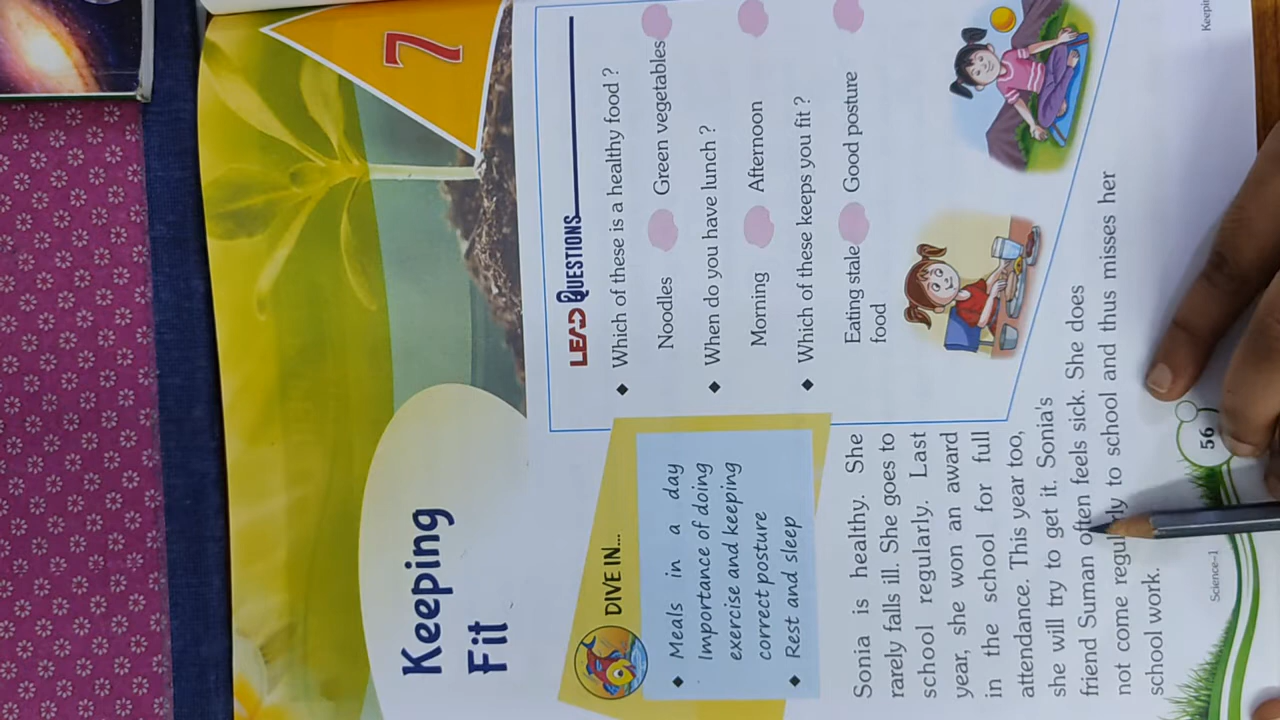 7
Keeping
Fit
DIVE IN...
◆ Meals in a day
Importance of doing
exercise and keeping
correct posture
◆ Rest and sleep
LEAD QUESTIONS
◆ Which of these is a healthy food ?
Noodles Green vegetables
◆ When do you have lunch ?
Morning Afternoon
◆ Which of these keeps you fit ?
Eating stale Good posture
food
Sonia is healthy. She
rarely falls ill. She goes to
school regularly. Last
year, she won an award
in the school for full
attendance. This year too,
she will try to get it. Sonia's
friend Suman often feels sick. She does
not come regularly to school and thus misses her
school work.
Science-1
56